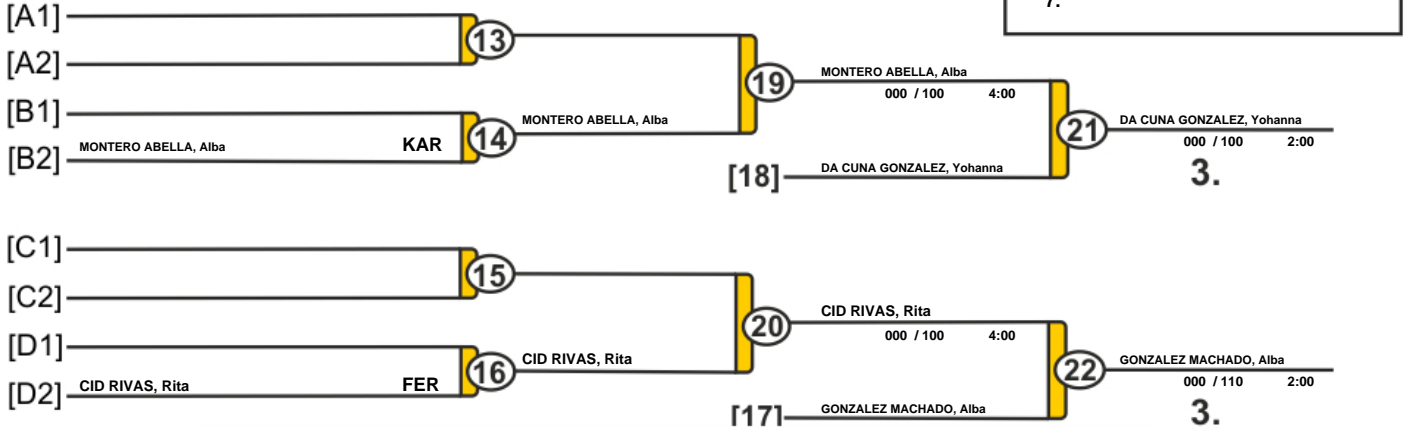 7.
[A1]
13
[A2]
19
MONTERO ABELLA, Alba
000 / 100 4:00
[B1]
14
MONTERO ABELLA, Alba
21
DA CUNA GONZALEZ, Yohanna
000 / 100 2:00
MONTERO ABELLA, Alba KAR
[B2]
[18]
DA CUNA GONZALEZ, Yohanna
3.
[C1]
15
[C2]
20
CID RIVAS, Rita
000 / 100 4:00
[D1]
16
CID RIVAS, Rita
22
GONZALEZ MACHADO, Alba
000 / 110 2:00
[D2]
CID RIVAS, Rita FER
[17]
GONZALEZ MACHADO, Alba
3.